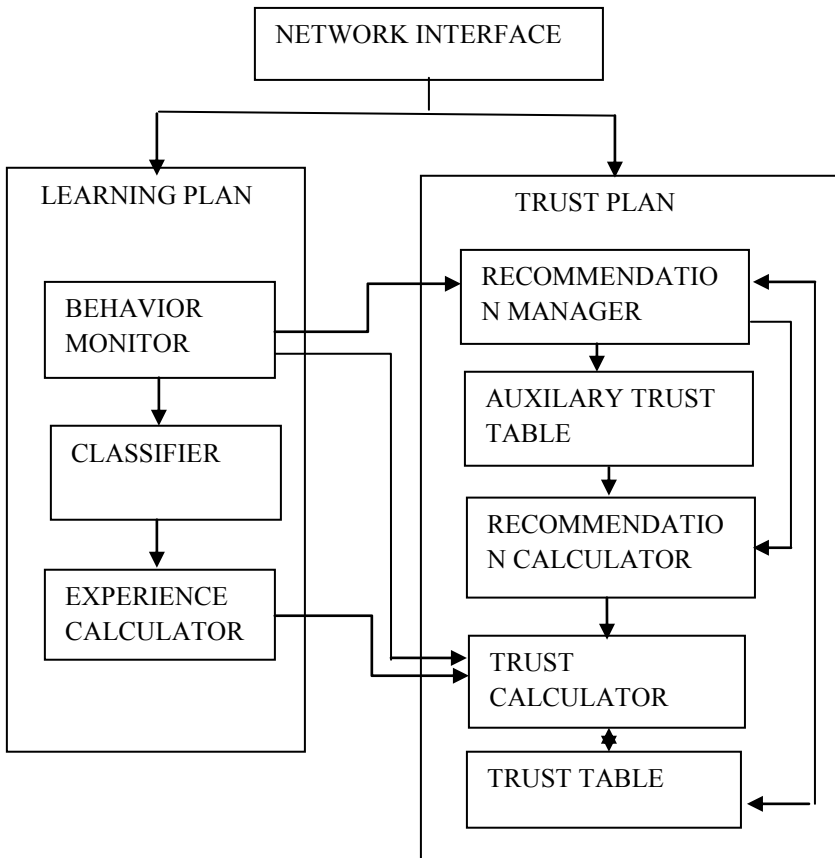 NETWORK INTERFACE
LEARNING PLAN
BEHAVIOR
MONITOR
CLASSIFIER
EXPERIENCE
CALCULATOR
TRUST PLAN
RECOMMENDATIO
N MANAGER
AUXILARY TRUST
TABLE
RECOMMENDATIO
N CALCULATOR
TRUST
CALCULATOR
TRUST TABLE